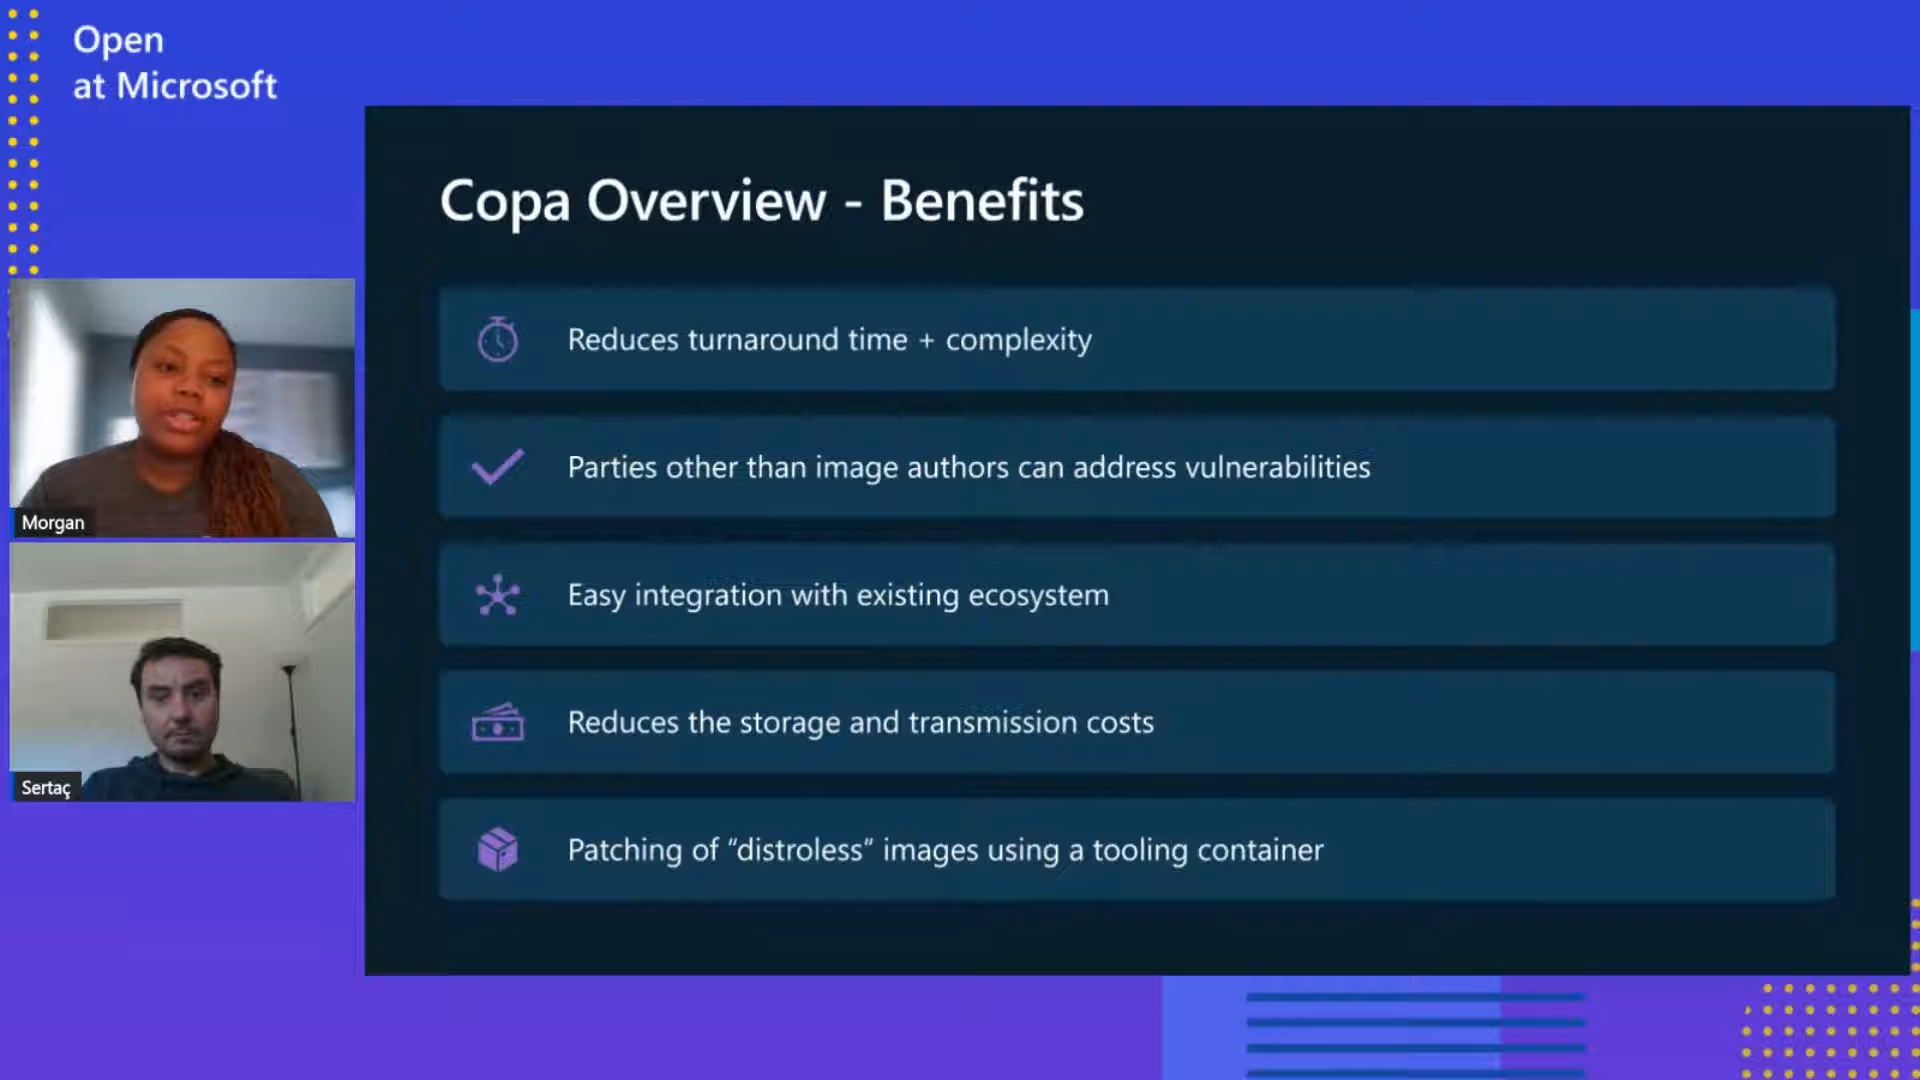 Open
at Microsoft
Copa Overview - Benefits
Reduces turnaround time + complexity
Parties other than image authors can address vulnerabilities
Easy integration with existing ecosystem
Reduces the storage and transmission costs
Patching of “distroless” images using a tooling container
Morgan
Sertaç